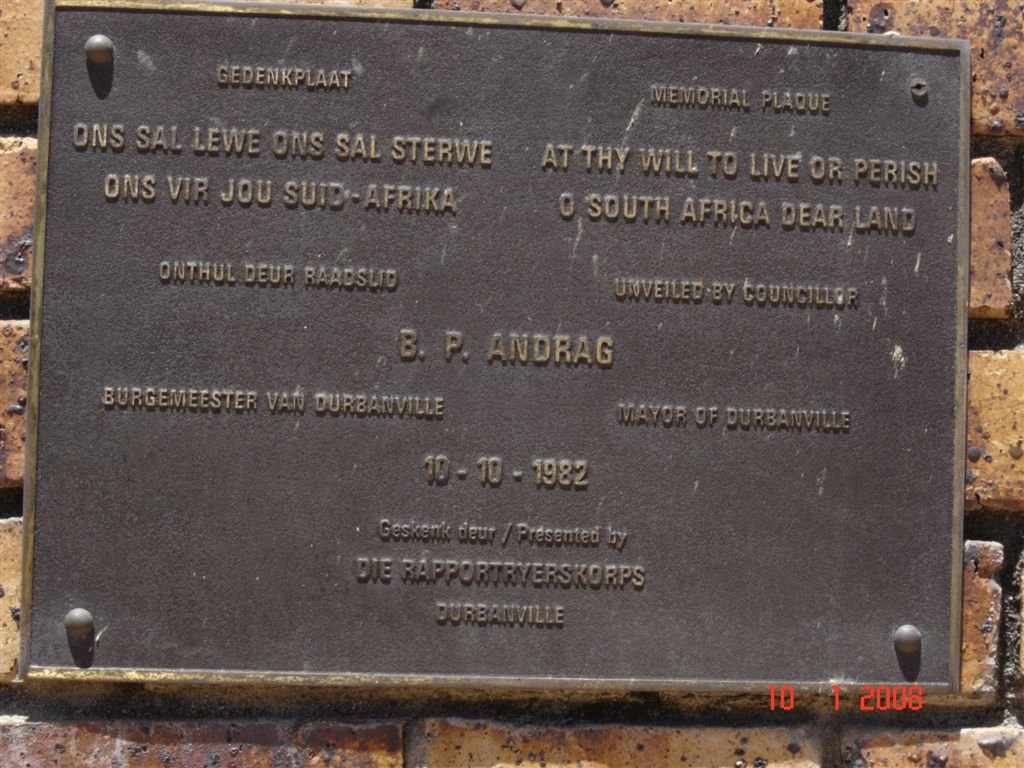 GEDENKPLAAT
ONS SAL LEWE ONS SAL STERWE
ONS VIR JOU SUID-AFRIKA
ONTHUL DEUR RAADSLID
MEMORIAL PLAQUE
AT THY WILL TO LIVE OR PERISH
O SOUTH AFRICA DEAR LAND
UNVEILED BY COUNCILLOR
B. P. ANDRAG
BURGEMEESTER VAN DURBANVILLE
MAYOR OF DURBANVILLE
10 - 10 - 1982
Geskenk deur / Presented by
DIE RAPPORTRYERSKORPS
DURBANVILLE
10 1 2008